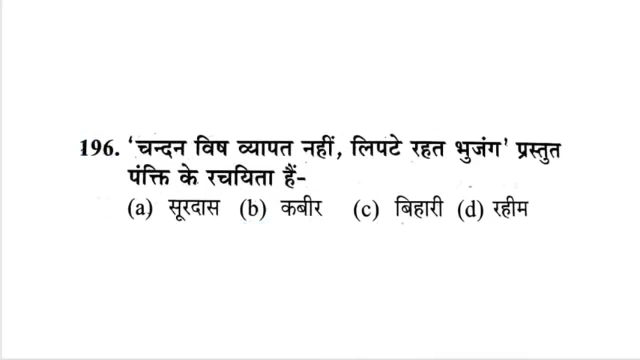 196. 'चन्दन विष व्यापत नहीं, लिपटे रहत भुजंग' प्रस्तुत
पंक्ति के रचयिता हैं-
(a) सूरदास (b) कबीर (c) बिहारी (d) रहीम